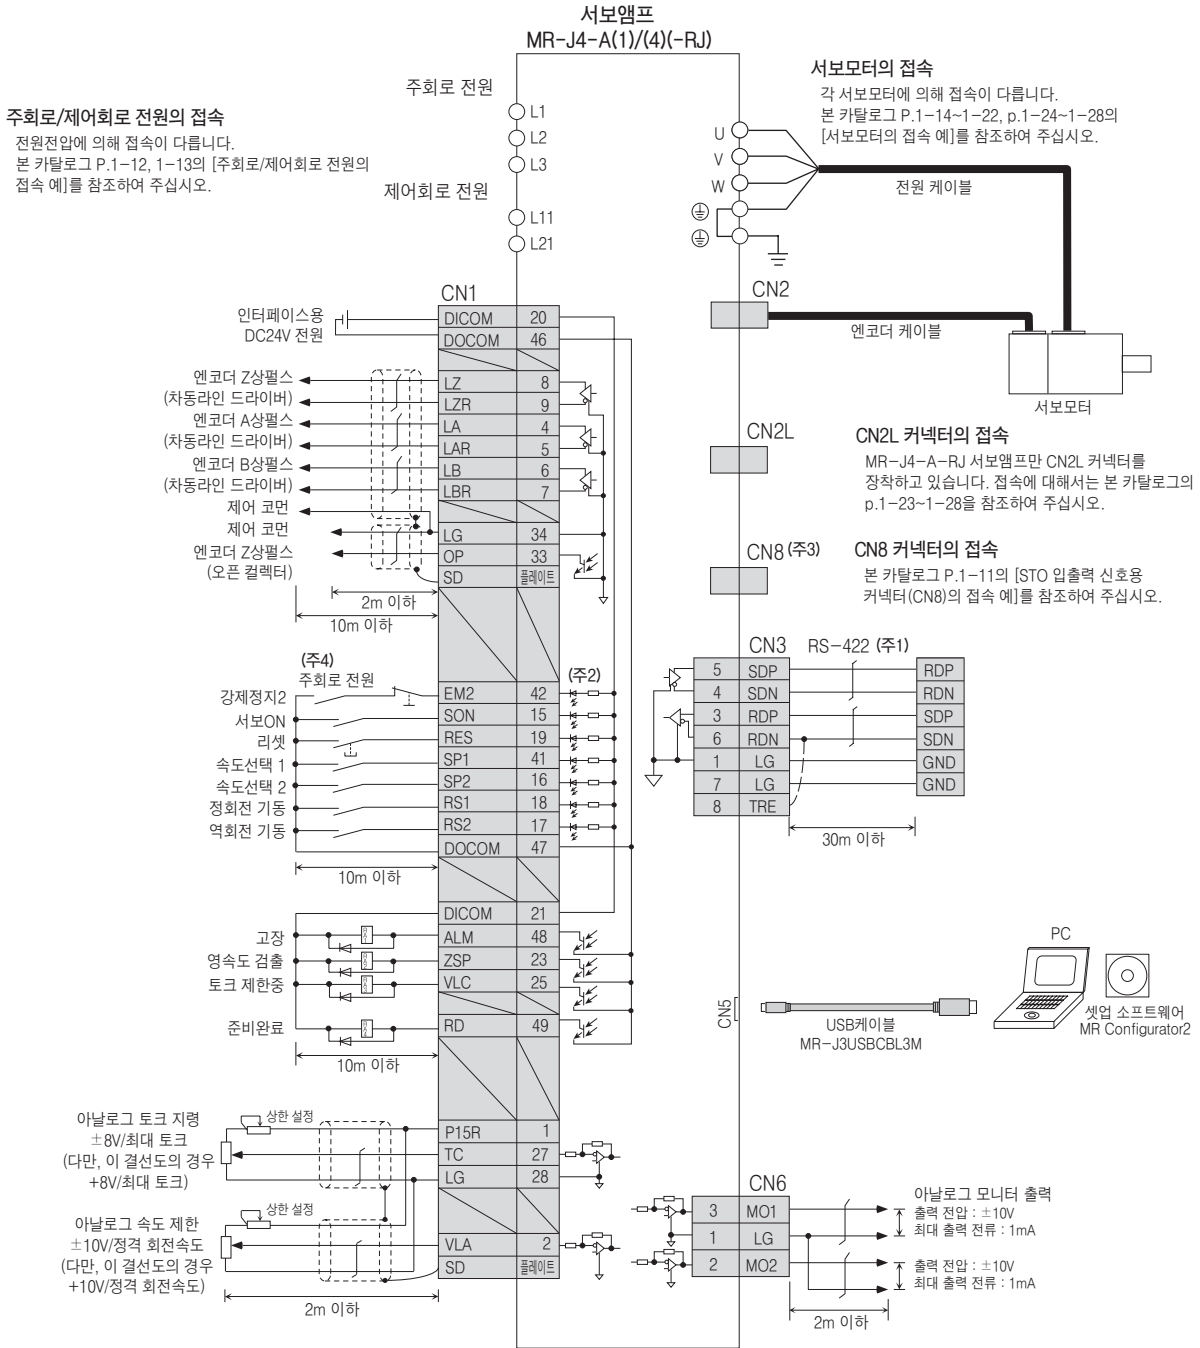 서보앰프
MR-J4-A(1)/(4)(-RJ)
주회로/제어회로 전원의 접속
전원전압에 의해 접속이 다릅니다.
본 카탈로그 P.1-12, 1-13의 [주회로/제어회로 전원의
접속 예]를 참조하여 주십시오.
주회로 전원
L1
L2
L3
제어회로 전원
L11
L21
서보모터의 접속
각 서보모터에 의해 접속이 다릅니다.
본 카탈로그 P.1-14~1-22, p.1-24~1-28의
[서보모터의 접속 예]를 참조하여 주십시오.
U
V
W
전원 케이블
CN2
엔코더 케이블
서보모터
CN2L
CN2L 커넥터의 접속
MR-J4-A-RJ 서보앰프만 CN2L 커넥터를
장착하고 있습니다. 접속에 대해서는 본 카탈로그의
p.1-23~1-28을 참조하여 주십시오.
CN8 (주3)
CN8 커넥터의 접속
본 카탈로그 P.1-11의 [STO 입출력 신호용
커넥터(CN8)의 접속 예]를 참조하여 주십시오.
CN1
인터페이스용
DC24V 전원
DICOM 20
DOCOM 46
엔코더 Z상펄스
(차동라인 드라이버)
LZ 8
LZR 9
엔코더 A상펄스
(차동라인 드라이버)
LA 4
LAR 5
엔코더 B상펄스
(차동라인 드라이버)
LB 6
LBR 7
제어 코먼
제어 코먼
LG 34
엔코더 Z상펄스
(오픈 컬렉터)
OP 33
SD 플레이트
2m 이하
10m 이하
(주4)
주회로 전원
(주2)
강제정지2 EM2 42
서보ON SON 15
리셋 RES 19
속도선택 1 SP1 41
속도선택 2 SP2 16
정회전 기동 RS1 18
역회전 기동 RS2 17
DOCOM 47
10m 이하
DICOM 21
고장 RA1 ALM 48
영속도 검출 RA2 ZSP 23
토크 제한중 RA3 VLC 25
준비완료 RA4 RD 49
10m 이하
아날로그 토크 지령
±8V/최대 토크
(다만, 이 결선도의 경우
+8V/최대 토크)
상한 설정
P15R 1
TC 27
LG 28
아날로그 속도 제한
±10V/정격 회전속도
(다만, 이 결선도의 경우
+10V/정격 회전속도)
상한 설정
VLA 2
SD 플레이트
2m 이하
CN3
RS-422 (주1)
5 SDP RDP
4 SDN RDN
3 RDP SDP
6 RDN SDN
1 LG GND
7 LG GND
8 TRE
30m 이하
CN5
USB케이블
MR-J3USBCBL3M
PC
셋업 소프트웨어
MR Configurator2
CN6
3 MO1
1 LG
2 MO2
아날로그 모니터 출력
출력 전압 : ±10V
최대 출력 전류 : 1mA
출력 전압 : ±10V
최대 출력 전류 : 1mA
2m 이하